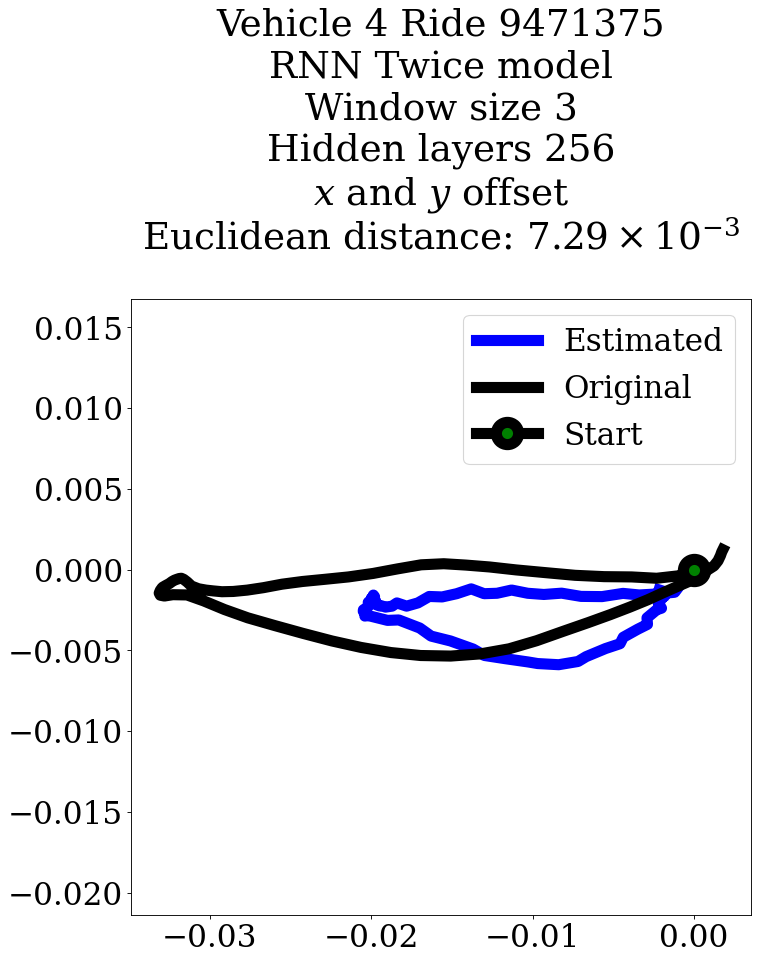 Vehicle 4 Ride 9471375
RNN Twice model
Window size 3
Hidden layers 256
x and y offset
Euclidean distance: 7.29 × 10⁻³
Estimated
Original
Start
0.015
0.010
0.005
0.000
−0.005
−0.010
−0.015
−0.020
−0.03
−0.02
−0.01
0.00